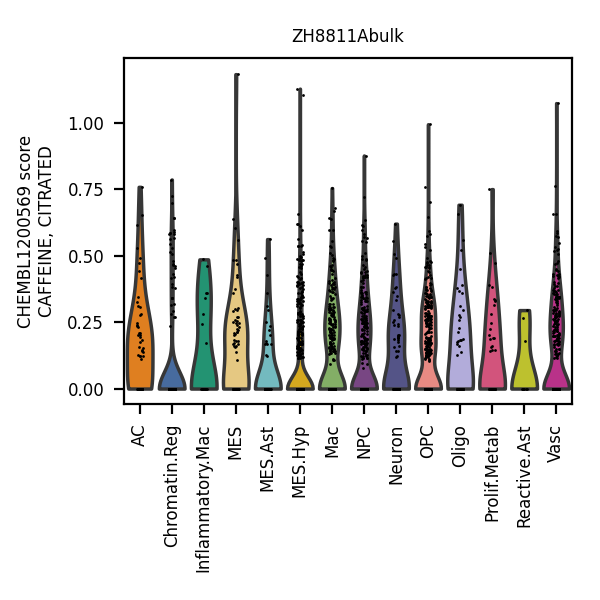 ZH8811Abulk
CHEMBL1200569 score
CAFFEINE, CITRATED
1.00
0.75
0.50
0.25
0.00
AC
Chromatin.Reg
Inflammatory.Mac
MES
MES.Ast
MES.Hyp
Mac
NPC
Neuron
OPC
Oligo
Prolif.Metab
Reactive.Ast
Vasc